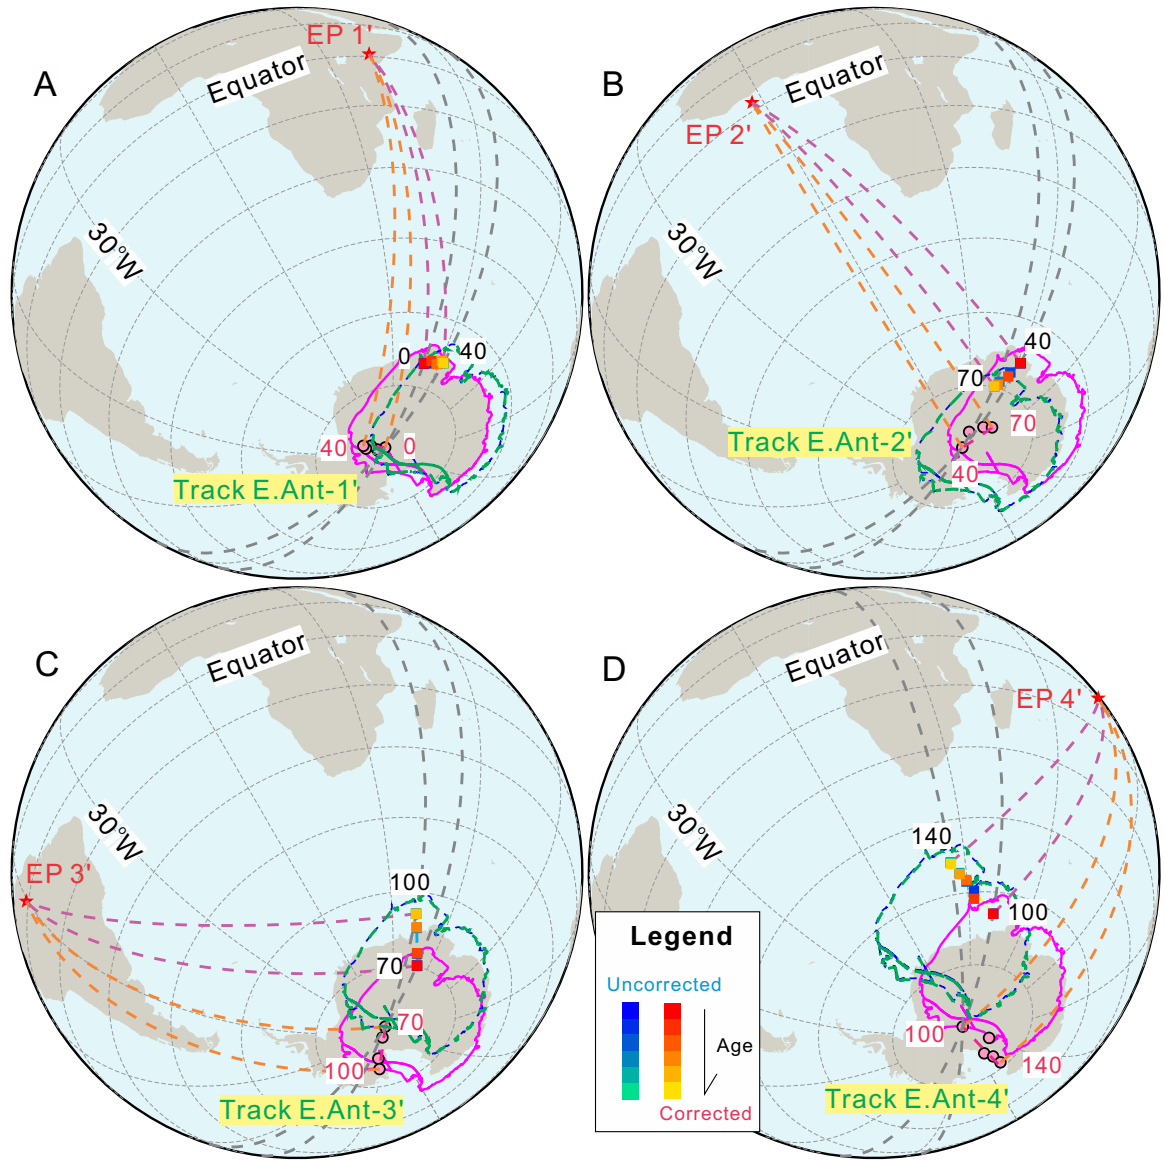 A
EP 1'
Equator
30°W
0
40
40
0
Track E.Ant-1'
B
EP 2'
Equator
30°W
40
70
70
40
Track E.Ant-2'
C
EP 3'
Equator
30°W
100
70
70
100
Track E.Ant-3'
D
EP 4'
Equator
140
100
100
140
Track E.Ant-4'
Legend
Uncorrected
Age
Corrected